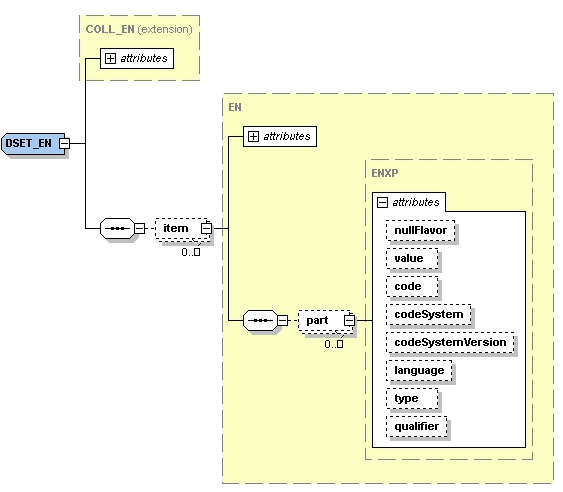 COLL_EN (extension)
attributes
DSET_EN
item
0..∞
EN
attributes
part
0..∞
ENXP
attributes
nullFlavor
value
code
codeSystem
codeSystemVersion
language
type
qualifier